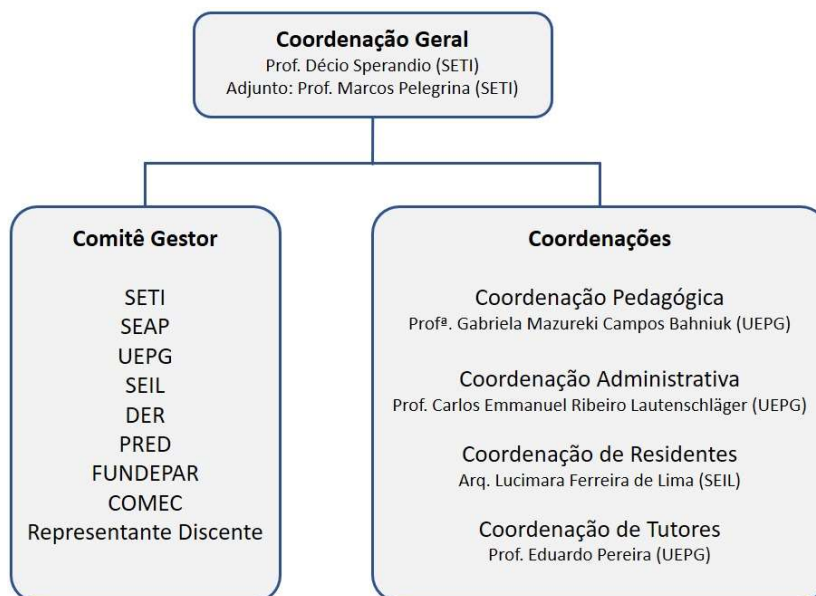 Coordenação Geral
Prof. Décio Sperandio (SETI)
Adjunto: Prof. Marcos Pelegrina (SETI)
Comitê Gestor
SETI
SEAP
UEPG
SEIL
DER
PRED
FUNDEPAR
COMEC
Representante Discente
Coordenações
Coordenação Pedagógica
Profª. Gabriela Mazureki Campos Bahniuk (UEPG)
Coordenação Administrativa
Prof. Carlos Emmanuel Ribeiro Lautenschläger (UEPG)
Coordenação de Residentes
Arq. Lucimara Ferreira de Lima (SEIL)
Coordenação de Tutores
Prof. Eduardo Pereira (UEPG)